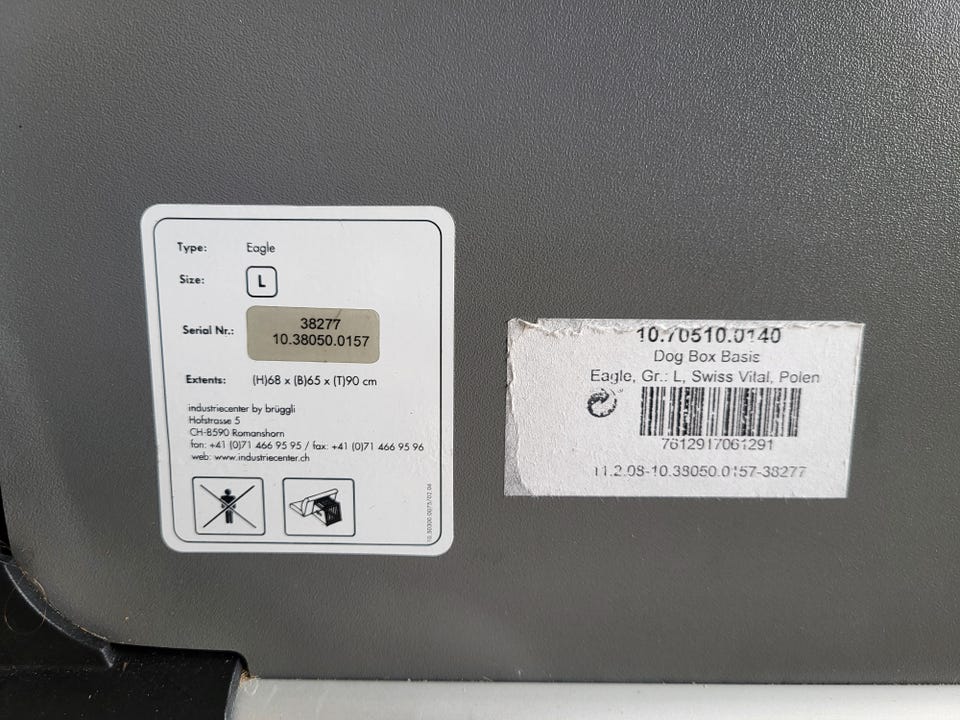 Type: Eagle
Size: L
Serial Nr.: 38277
10.38050.0157
Extents: (H)68 x (B)65 x (T)90 cm
industriecenter by brüggli
Hofstrasse 5
CH-8590 Romanshorn
fon: +41 (0)71 466 95 95 / fax: +41 (0)71 466 95 96
web: www.industriecenter.ch
10.70510.0140
Dog Box Basis
Eagle, Gr.: L, Swiss Vital, Polen
7612917061291
11.2.08-10.38050.0157-38277